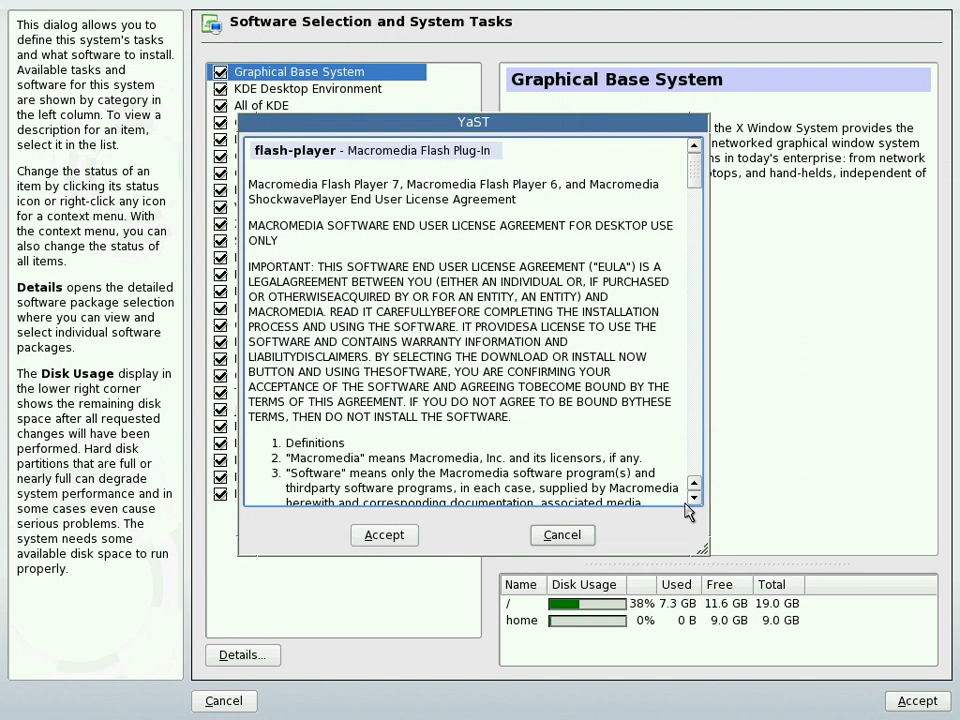 This dialog allows you to
define this system's tasks
and what software to install.
Available tasks and
software for this system
are shown by category in
the left column. To view a
description for an item,
select it in the list.
Change the status of an
item by clicking its status
icon or right-click any icon
for a context menu. With
the context menu, you can
also change the status of
all items.
Details opens the detailed
software package selection
where you can view and
select individual software
packages.
The Disk Usage display in
the lower right corner
shows the remaining disk
space after all requested
changes will have been
performed. Hard disk
partitions that are full or
nearly full can degrade
system performance and in
some cases even cause
serious problems. The
system needs some
available disk space to run
properly.
Software Selection and System Tasks
Graphical Base System
KDE Desktop Environment
All of KDE
Graphical Base System
the X Window System provides the
networked graphical window system
ns in today's enterprise: from network
tops, and hand-helds, independent of
YaST
flash-player - Macromedia Flash Plug-In
Macromedia Flash Player 7, Macromedia Flash Player 6, and Macromedia
ShockwavePlayer End User License Agreement
MACROMEDIA SOFTWARE END USER LICENSE AGREEMENT FOR DESKTOP USE
ONLY
IMPORTANT: THIS SOFTWARE END USER LICENSE AGREEMENT ("EULA") IS A
LEGALAGREEMENT BETWEEN YOU (EITHER AN INDIVIDUAL OR, IF PURCHASED
OR OTHERWISEACQUIRED BY OR FOR AN ENTITY, AN ENTITY) AND
MACROMEDIA. READ IT CAREFULLYBEFORE COMPLETING THE INSTALLATION
PROCESS AND USING THE SOFTWARE. IT PROVIDESA LICENSE TO USE THE
SOFTWARE AND CONTAINS WARRANTY INFORMATION AND
LIABILITYDISCLAIMERS. BY SELECTING THE DOWNLOAD OR INSTALL NOW
BUTTON AND USING THESOFTWARE, YOU ARE CONFIRMING YOUR
ACCEPTANCE OF THE SOFTWARE AND AGREEING TOBECOME BOUND BY THE
TERMS OF THIS AGREEMENT. IF YOU DO NOT AGREE TO BE BOUND BYTHESE
TERMS, THEN DO NOT INSTALL THE SOFTWARE.
1. Definitions
2. "Macromedia" means Macromedia, Inc. and its licensors, if any.
3. "Software" means only the Macromedia software program(s) and
thirdparty software programs, in each case, supplied by Macromedia
herewith and corresponding documentation, associated media,
Accept
Cancel
Name Disk Usage Used Free Total
/ 38% 7.3 GB 11.6 GB 19.0 GB
home 0% 0 B 9.0 GB 9.0 GB
Details...
Cancel
Accept